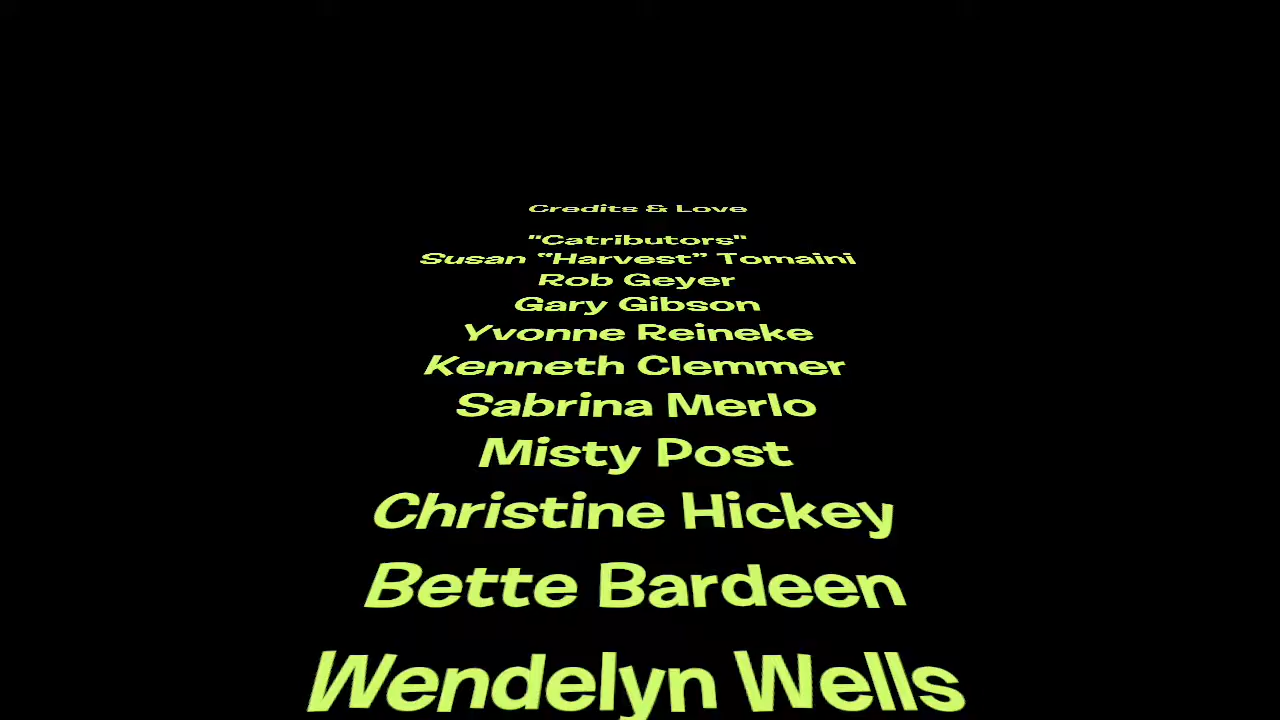 Credits & Love
"Catributors"
Susan “Harvest” Tomaini
Rob Geyer
Gary Gibson
Yvonne Reineke
Kenneth Clemmer
Sabrina Merlo
Misty Post
Christine Hickey
Bette Bardeen
Wendelyn Wells